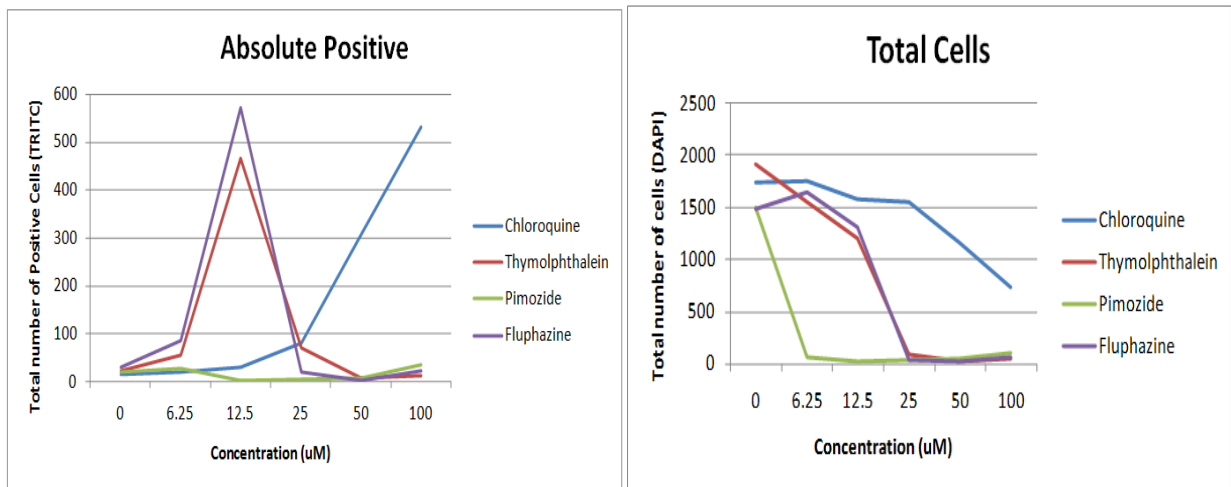 Absolute Positive
Total number of Positive Cells (TRITC)
600
500
400
300
200
100
0
0 6.25 12.5 25 50 100
Concentration (uM)
Chloroquine
Thymolphthalein
Pimozide
Fluphazine
Total Cells
Total number of cells (DAPI)
2500
2000
1500
1000
500
0
0 6.25 12.5 25 50 100
Concentration (uM)
Chloroquine
Thymolphthalein
Pimozide
Fluphazine